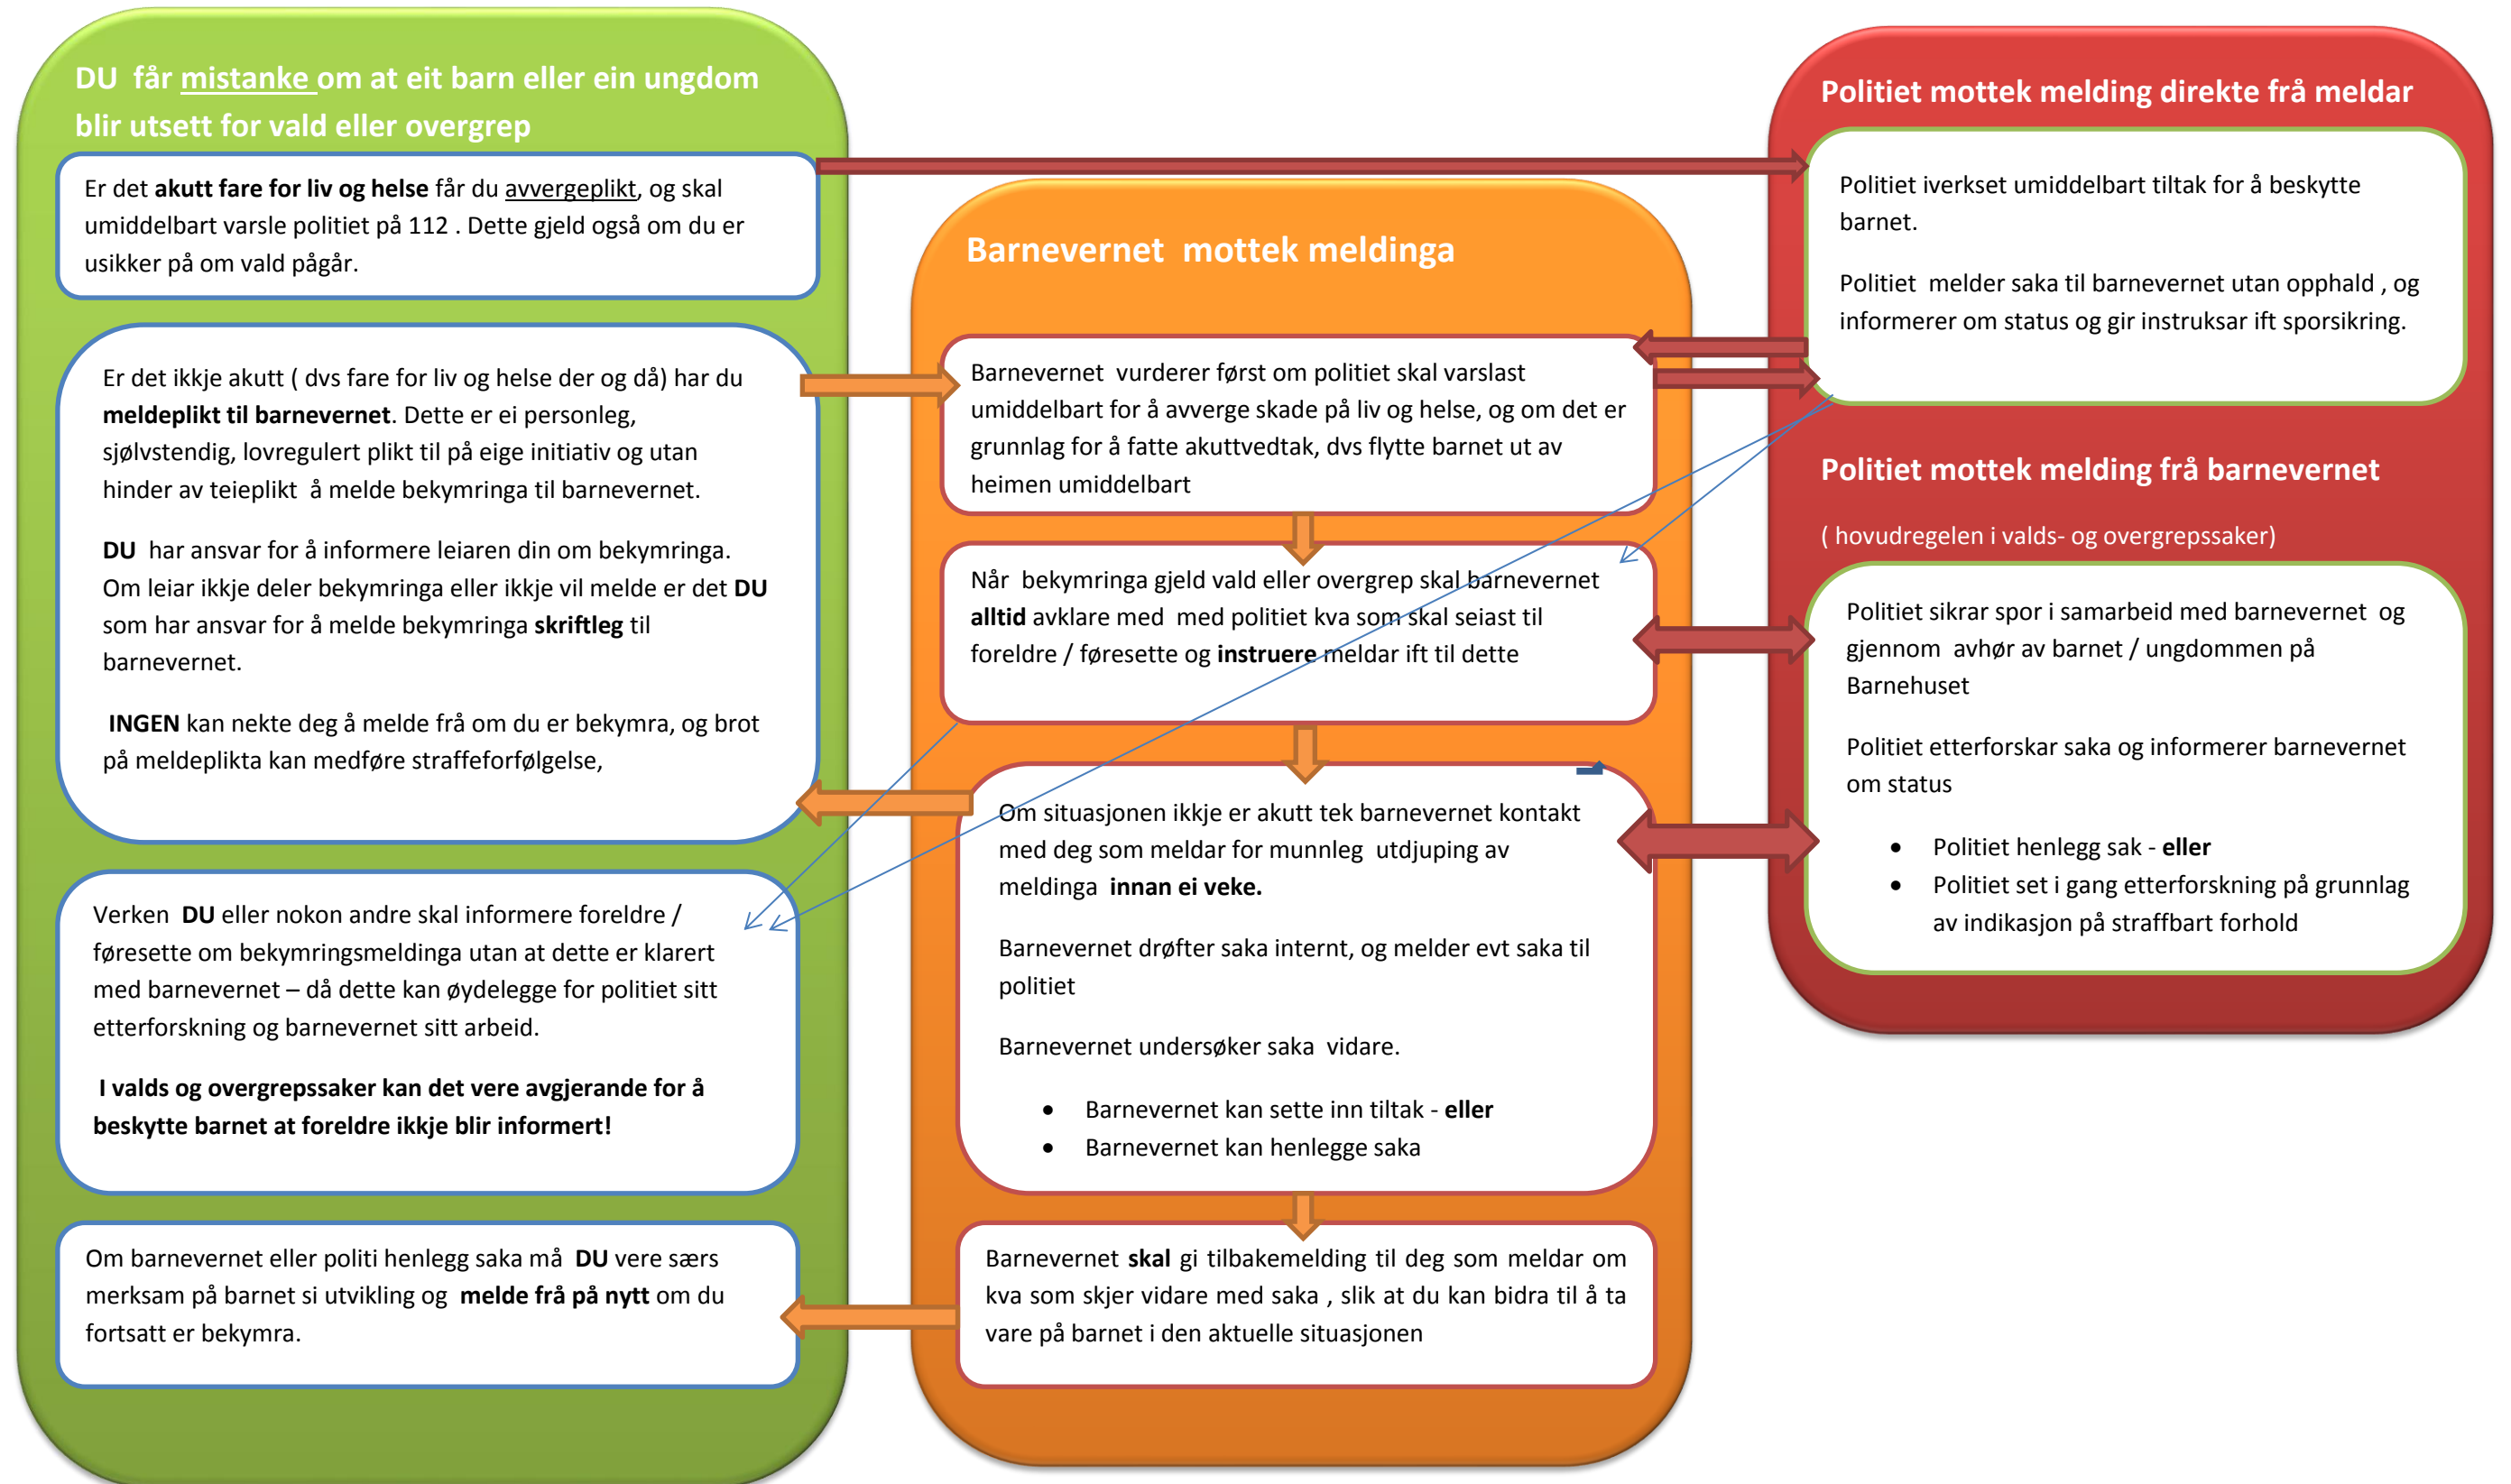 DU får mistanke om at eit barn eller ein ungdom
blir utsett for vald eller overgrep
Er det akutt fare for liv og helse får du avvergeplikt, og skal
umiddelbart varsle politiet på 112 . Dette gjeld også om du er
usikker på om vald pågår.
Er det ikkje akutt ( dvs fare for liv og helse der og då) har du
meldeplikt til barnevernet. Dette er ei personleg,
sjølvstendig, lovregulert plikt til på eige initiativ og utan
hinder av teieplikt å melde bekymringa til barnevernet.
DU har ansvar for å informere leiaren din om bekymringa.
Om leiar ikkje deler bekymringa eller ikkje vil melde er det DU
som har ansvar for å melde bekymringa skriftleg til
barnevernet.
INGEN kan nekte deg å melde frå om du er bekymra, og brot
på meldeplikta kan medføre straffeforfølgelse,
Verken DU eller nokon andre skal informere foreldre /
føresette om bekymringsmeldinga utan at dette er klarert
med barnevernet – då dette kan øydelegge for politiet sitt
etterforskning og barnevernet sitt arbeid.
I valds og overgrepssaker kan det vere avgjerande for å
beskytte barnet at foreldre ikkje blir informert!
Om barnevernet eller politi henlegg saka må DU vere særs
merksam på barnet si utvikling og melde frå på nytt om du
fortsatt er bekymra.
Barnevernet mottek meldinga
Barnevernet vurderer først om politiet skal varslast
umiddelbart for å avverge skade på liv og helse, og om det er
grunnlag for å fatte akuttvedtak, dvs flytte barnet ut av
heimen umiddelbart
Når bekymringa gjeld vald eller overgrep skal barnevernet
alltid avklare med med politiet kva som skal seiast til
foreldre / føresette og instruere meldar ift til dette
Om situasjonen ikkje er akutt tek barnevernet kontakt
med deg som meldar for munnleg utdjuping av
meldinga innan ei veke.
Barnevernet drøfter saka internt, og melder evt saka til
politiet
Barnevernet undersøker saka vidare.
• Barnevernet kan sette inn tiltak - eller
• Barnevernet kan henlegge saka
Barnevernet skal gi tilbakemelding til deg som meldar om
kva som skjer vidare med saka , slik at du kan bidra til å ta
vare på barnet i den aktuelle situasjonen
Politiet mottek melding direkte frå meldar
Politiet iverkset umiddelbart tiltak for å beskytte
barnet.
Politiet melder saka til barnevernet utan opphald , og
informerer om status og gir instruksar ift sporsikring.
Politiet mottek melding frå barnevernet
( hovudregelen i valds- og overgrepssaker)
Politiet sikrar spor i samarbeid med barnevernet og
gjennom avhør av barnet / ungdommen på
Barnehuset
Politiet etterforskar saka og informerer barnevernet
om status
• Politiet henlegg sak - eller
• Politiet set i gang etterforskning på grunnlag
av indikasjon på straffbart forhold